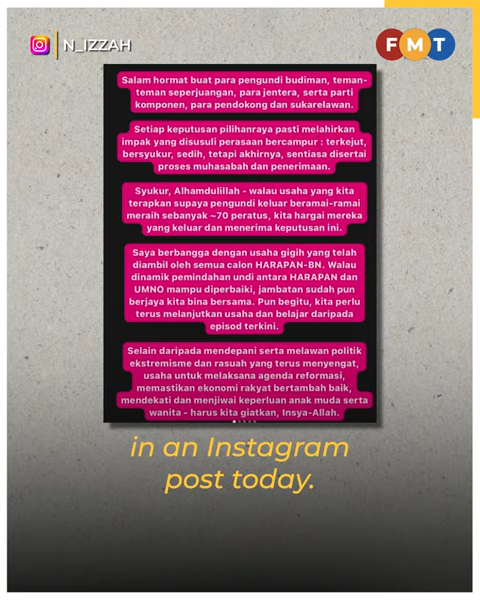 N_IZZAH
FMT
Salam hormat buat para pengundi budiman, teman-
teman seperjuangan, para jentera, serta parti
komponen, para pendokong dan sukarelawan.
Setiap keputusan pilihanraya pasti melahirkan
impak yang disusuli perasaan bercampur : terkejut,
bersyukur, sedih, tetapi akhirnya, sentiasa disertai
proses muhasabah dan penerimaan.
Syukur, Alhamdulillah - walau usaha yang kita
terapkan supaya pengundi keluar beramai-ramai
meraih sebanyak ~70 peratus, kita hargai mereka
yang keluar dan menerima keputusan ini.
Saya berbangga dengan usaha gigih yang telah
diambil oleh semua calon HARAPAN-BN. Walau
dinamik pemindahan undi antara HARAPAN dan
UMNO mampu diperbaiki, jambatan sudah pun
berjaya kita bina bersama. Pun begitu, kita perlu
terus melanjutkan usaha dan belajar daripada
episod terkini.
Selain daripada mendepani serta melawan politik
ekstremisme dan rasuah yang terus menyengat,
usaha untuk melaksana agenda reformasi,
memastikan ekonomi rakyat bertambah baik,
mendekati dan menjiwai keperluan anak muda serta
wanita - harus kita giatkan, Insya-Allah.
in an Instagram
post today.